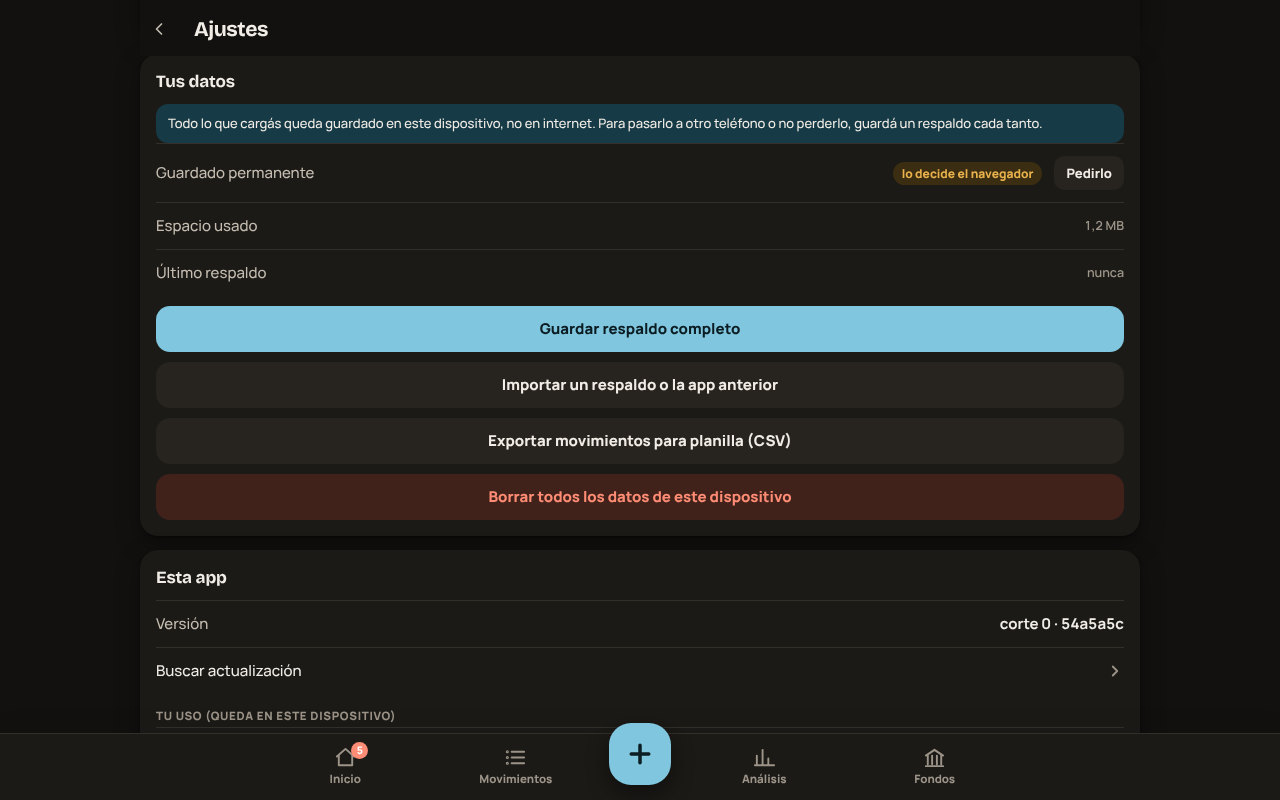 Ajustes
Tus datos
Todo lo que cargás queda guardado en este dispositivo, no en internet. Para pasarlo a otro teléfono o no perderlo, guardá un respaldo cada tanto.
Guardado permanente
lo decide el navegador
Pedirlo
Espacio usado
1,2 MB
Último respaldo
nunca
Guardar respaldo completo
Importar un respaldo o la app anterior
Exportar movimientos para planilla (CSV)
Borrar todos los datos de este dispositivo
Esta app
Versión
corte 0 · 54a5a5c
Buscar actualización
TU USO (QUEDA EN ESTE DISPOSITIVO)
5
Inicio
Movimientos
Análisis
Fondos